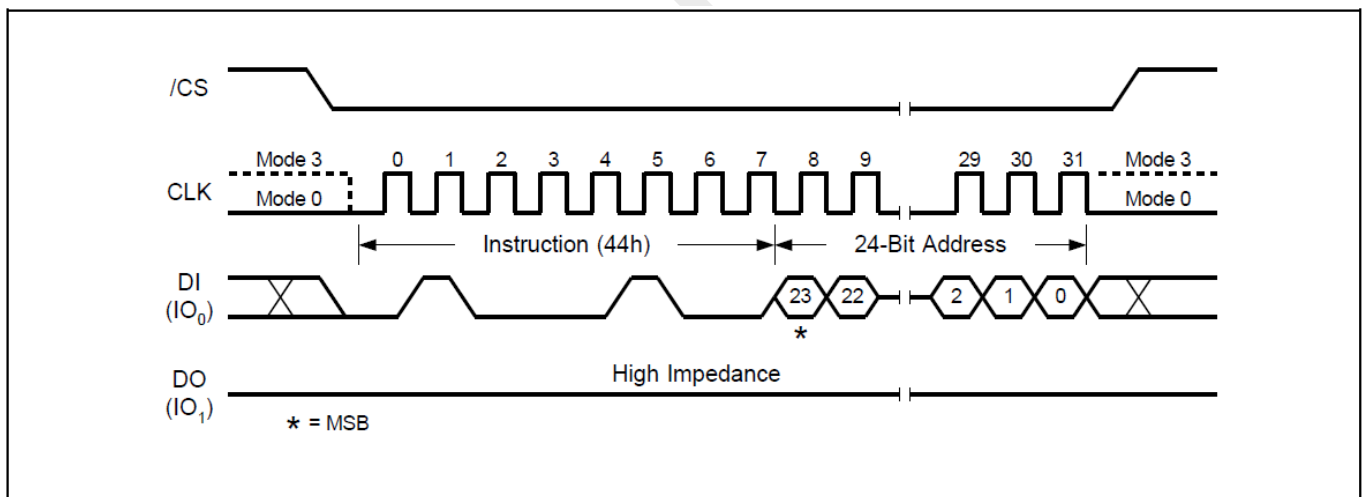 /CS
Mode 3 0 1 2 3 4 5 6 7 8 9 29 30 31 Mode 3
CLK
Mode 0 Mode 0
Instruction (44h) 24-Bit Address
DI
(IO0)
23 22 2 1 0
*
High Impedance
DO
(IO1)
* = MSB